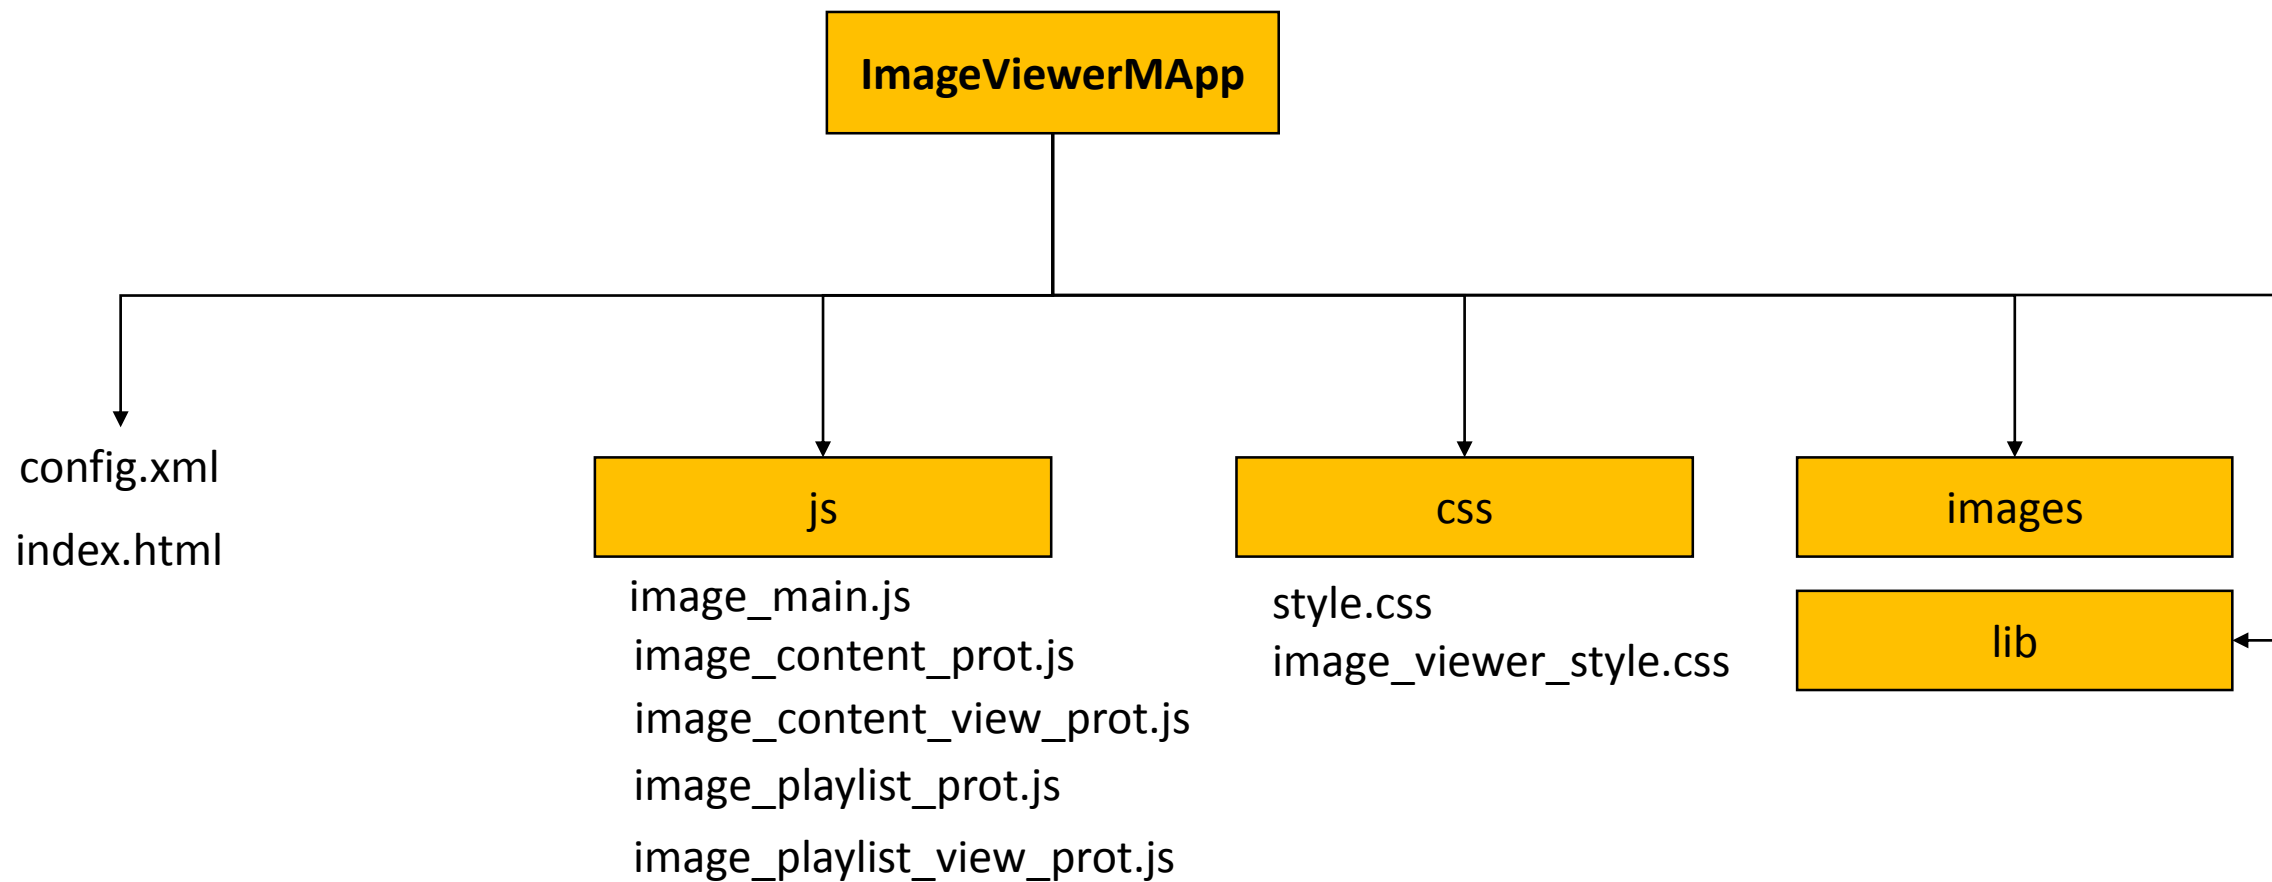 ImageViewerMApp
config.xml
index.html
js
image_main.js
image_content_prot.js
image_content_view_prot.js
image_playlist_prot.js
image_playlist_view_prot.js
css
style.css
image_viewer_style.css
images
lib